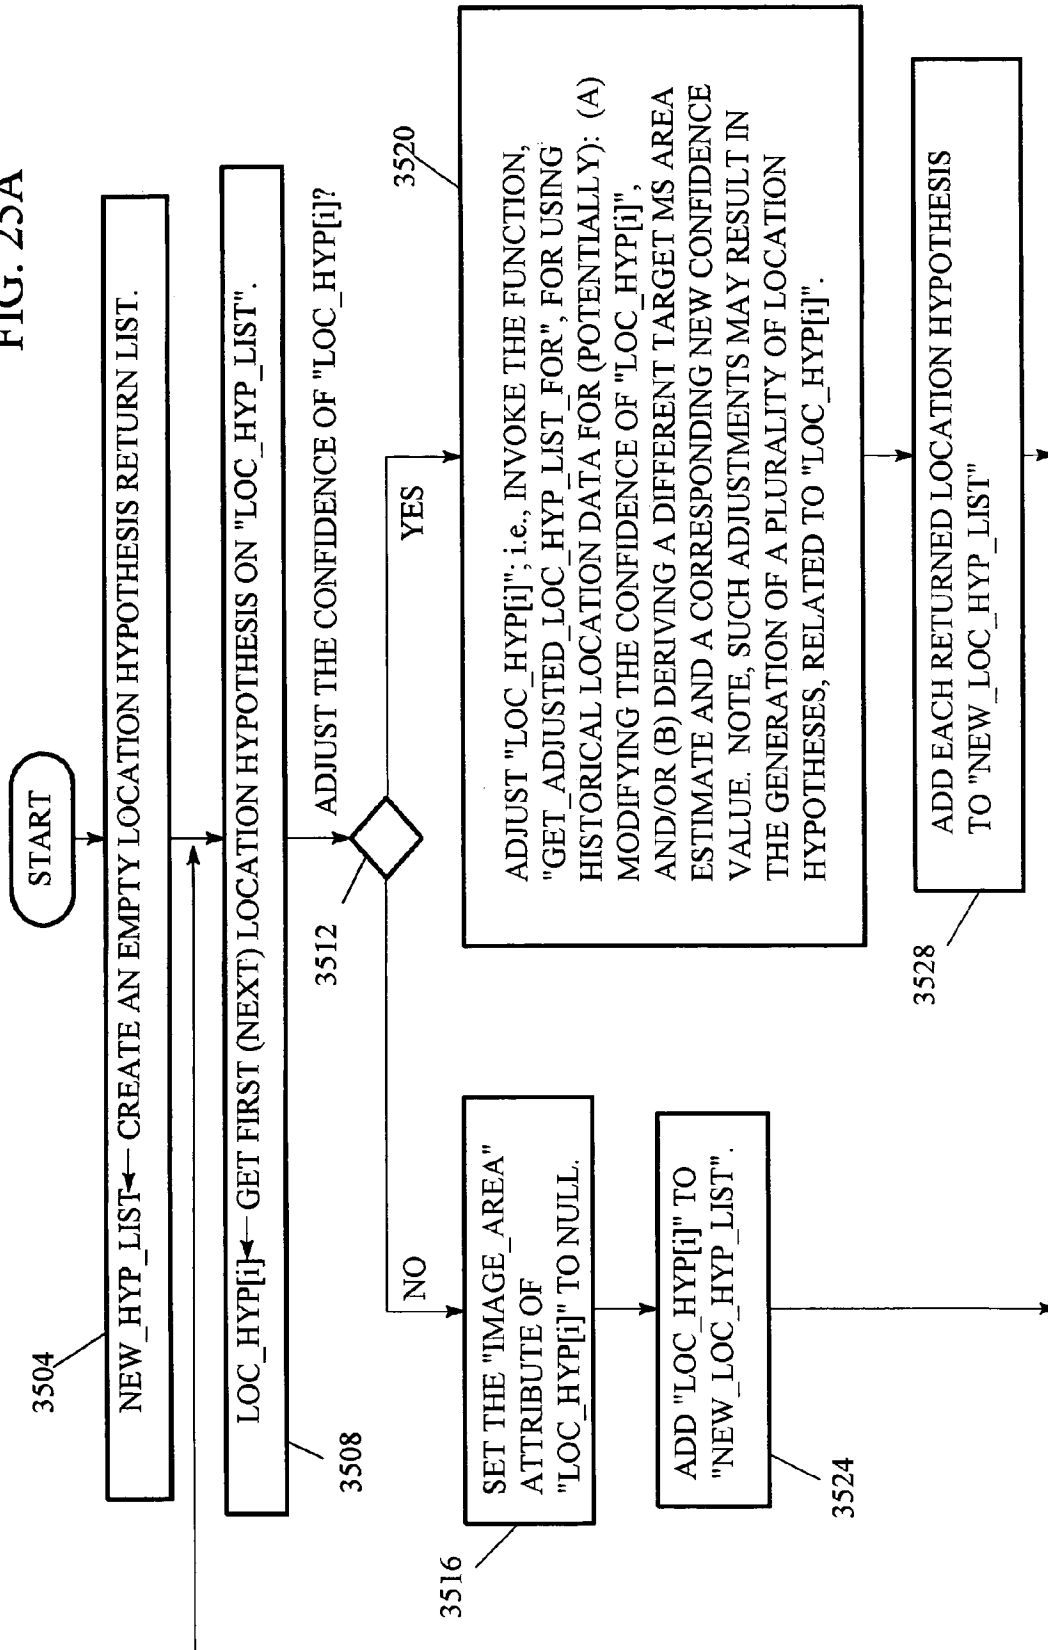 FIG. 25A
START
3504
NEW_HYP_LIST← CREATE AN EMPTY LOCATION HYPOTHESIS RETURN LIST.
LOC_HYP[i]← GET FIRST (NEXT) LOCATION HYPOTHESIS ON "LOC_HYP_LIST".
3508
ADJUST THE CONFIDENCE OF "LOC_HYP[i]?
3512
NO
YES
3516
SET THE "IMAGE_AREA"
ATTRIBUTE OF
"LOC_HYP[i]" TO NULL.
ADD "LOC_HYP[i]" TO
"NEW_LOC_HYP_LIST".
3524
3520
ADJUST "LOC_HYP[i]"; i.e., INVOKE THE FUNCTION,
"GET_ADJUSTED_LOC_HYP_LIST_FOR", FOR USING
HISTORICAL LOCATION DATA FOR (POTENTIALLY): (A)
MODIFYING THE CONFIDENCE OF "LOC_HYP[i]",
AND/OR (B) DERIVING A DIFFERENT TARGET MS AREA
ESTIMATE AND A CORRESPONDING NEW CONFIDENCE
VALUE. NOTE, SUCH ADJUSTMENTS MAY RESULT IN
THE GENERATION OF A PLURALITY OF LOCATION
HYPOTHESES, RELATED TO "LOC_HYP[i]".
ADD EACH RETURNED LOCATION HYPOTHESIS
TO "NEW_LOC_HYP_LIST"
3528